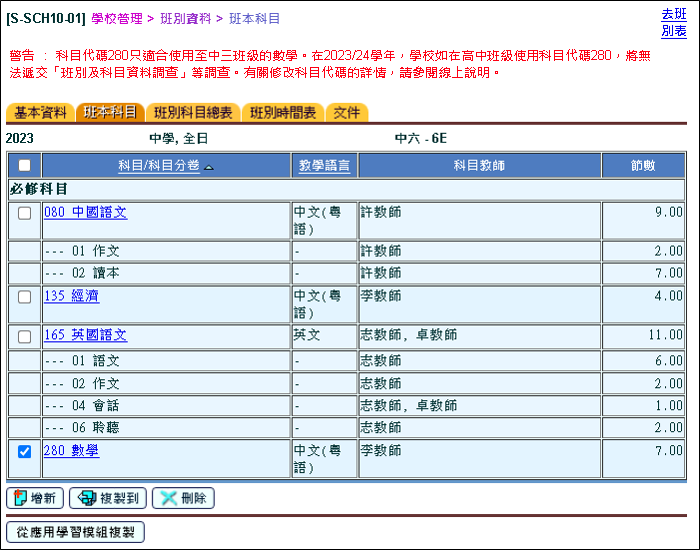 [S-SCH10-01] 學校管理 > 班別資料 > 班本科目
去班
別表
警告 ： 科目代碼280只適合使用至中三班級的數學。在2023/24學年，學校如在高中班級使用科目代碼280，將無
法遞交「班別及科目資料調查」等調查。有關修改科目代碼的詳情，請參閱線上說明。
基本資料 班本科目 班別科目總表 班別時間表 文件
2023 中學, 全日 中六 - 6E
科目/科目分卷 教學語言 科目教師 節數
必修科目
080 中國語文 中文(粵 許教師 9.00
語)
--- 01 作文 - 許教師 2.00
--- 02 讀本 - 許教師 7.00
135 經濟 中文(粵 李教師 4.00
語)
165 英國語文 英文 志教師, 卓教師 11.00
--- 01 語文 - 志教師 6.00
--- 02 作文 - 志教師 2.00
--- 04 會話 - 志教師, 卓教師 1.00
--- 06 聆聽 - 志教師 2.00
280 數學 中文(粵 李教師 7.00
語)
增新 複製到 刪除
從應用學習模組複製